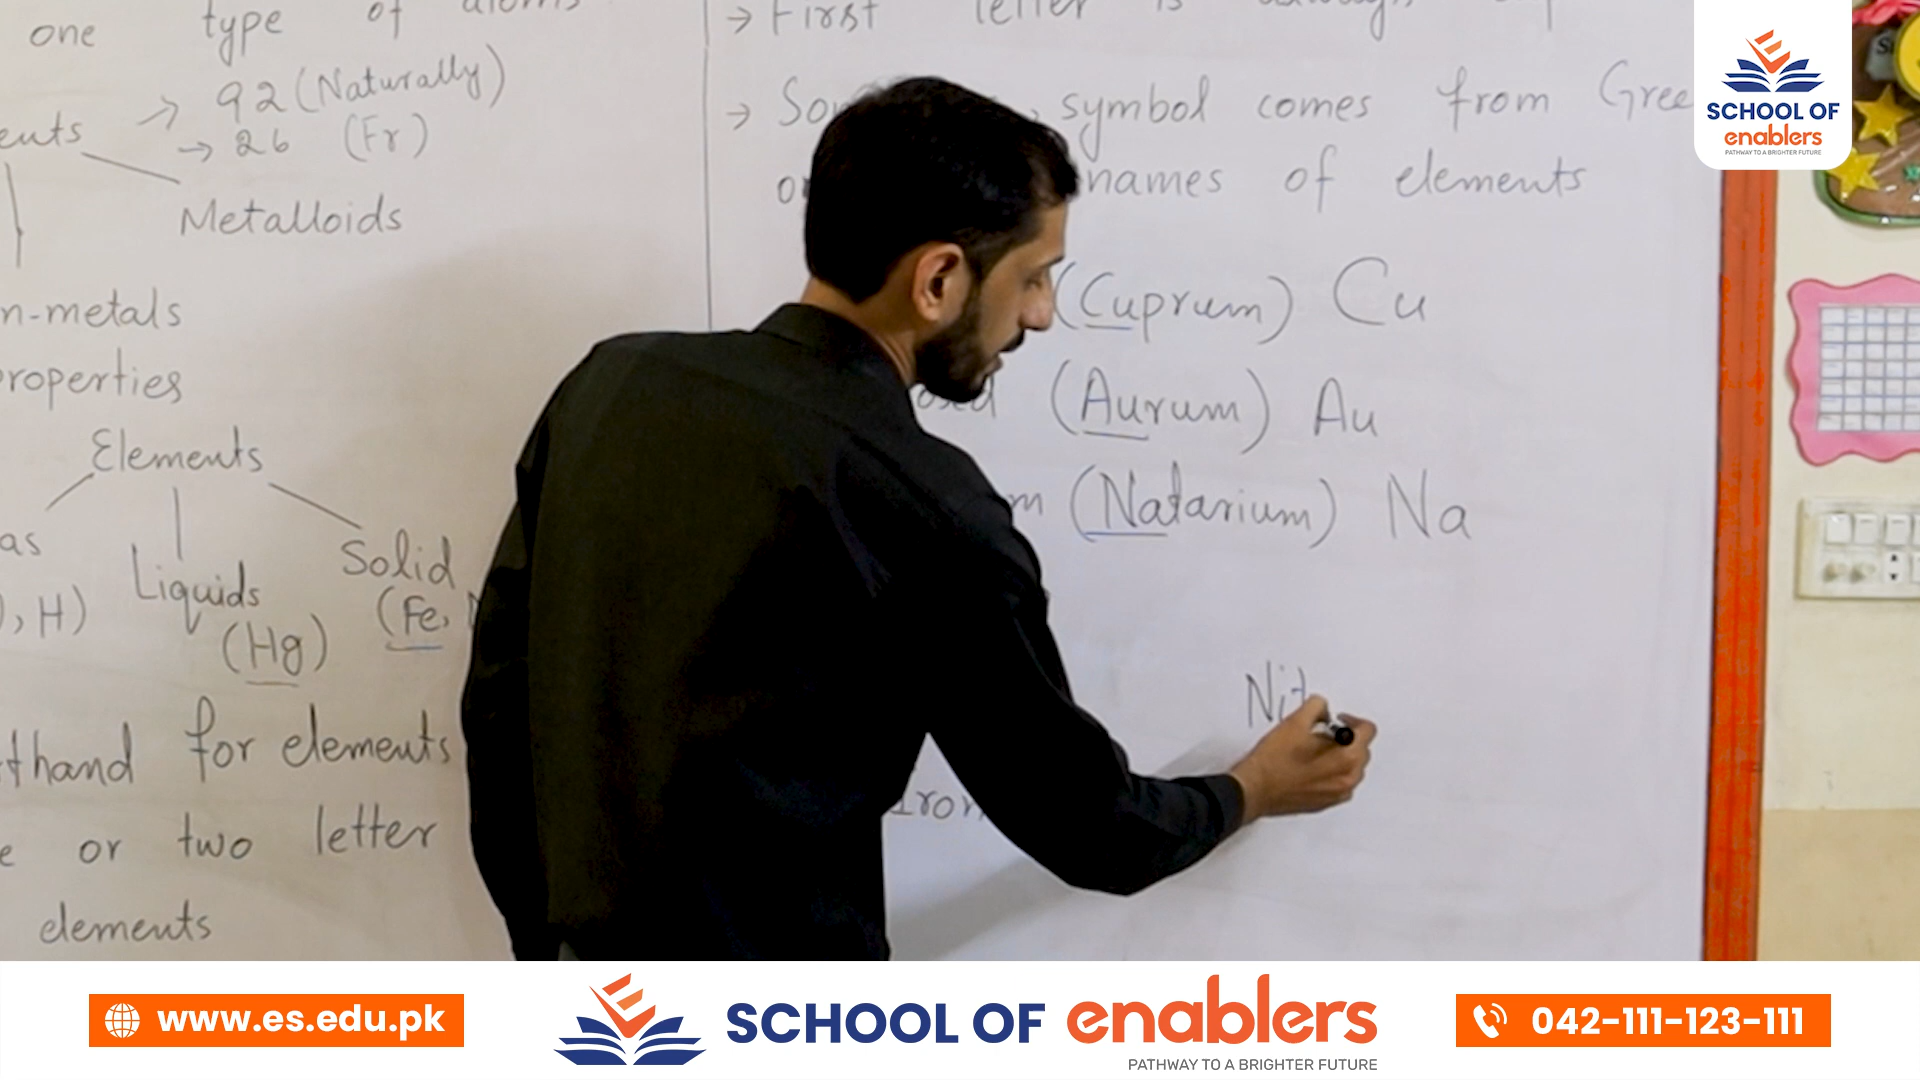 one type of atoms
→ 92 (Naturally)
→ 26 (Fr)
Metalloids
n-metals
roperties
Elements
as
Liquids
Solid
, H)
(Hg)
(Fe,
thand for elements
e or two letter
elements
→ First letter is
→ So symbol comes from Gree
names of elements
(Cuprum) Cu
(Aurum) Au
m (Natarium) Na
Nit
Iron
SCHOOL OF
enablers
PATHWAY TO A BRIGHTER FUTURE
www.es.edu.pk
SCHOOL OF enablers
PATHWAY TO A BRIGHTER FUTURE
042-111-123-111